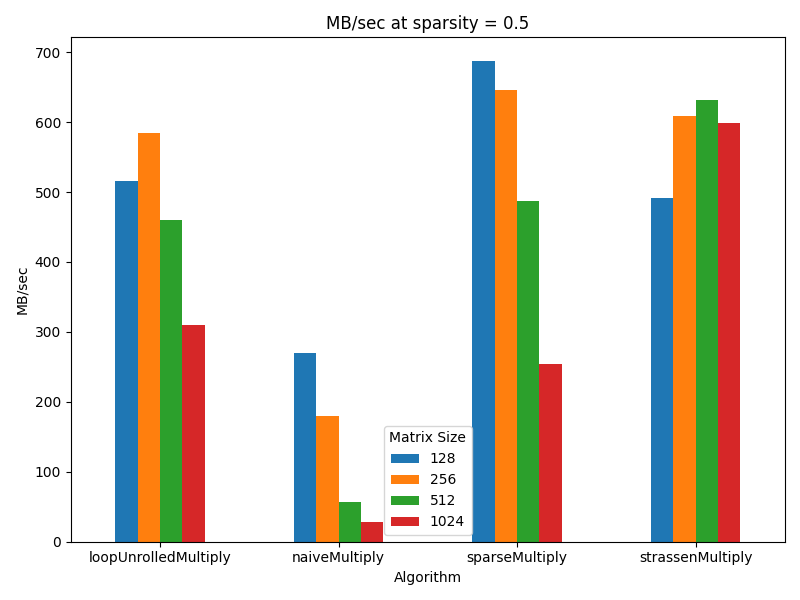 MB/sec at sparsity = 0.5
700
600
500
400
300
200
100
0
MB/sec
Matrix Size
128
256
512
1024
loopUnrolledMultiply
naiveMultiply
sparseMultiply
strassenMultiply
Algorithm